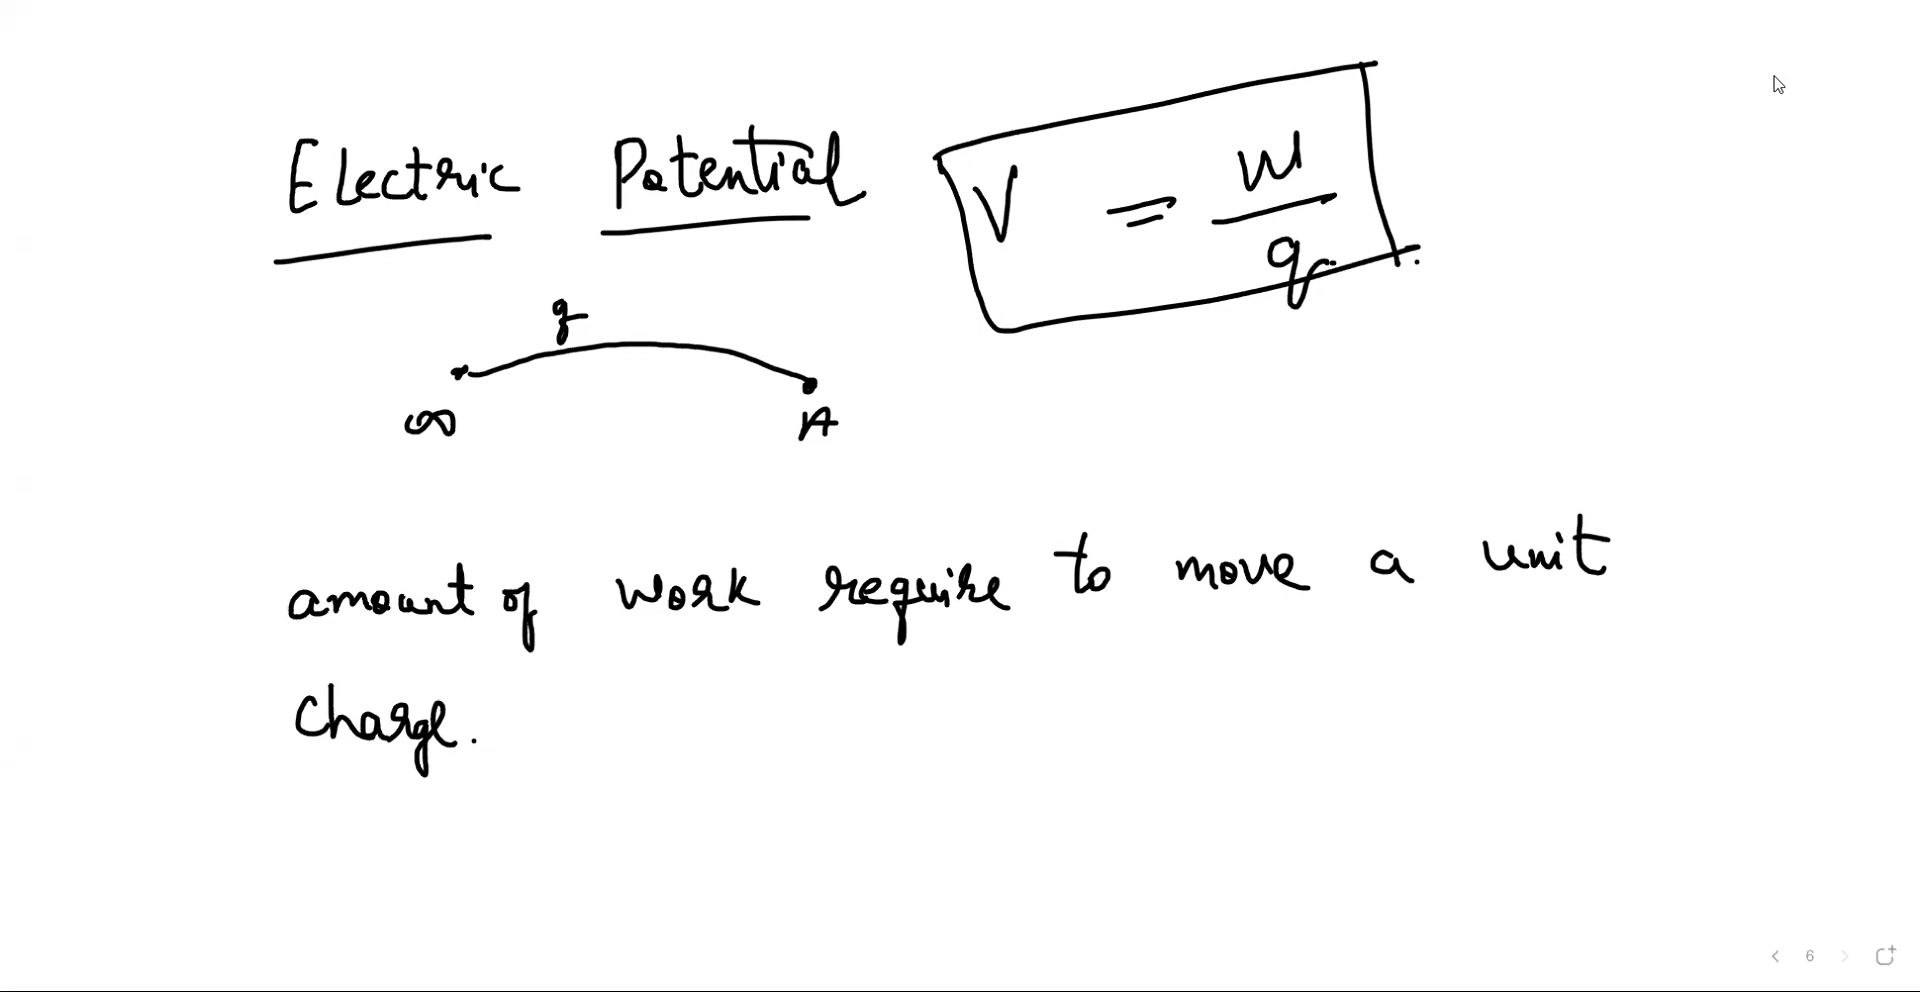 Electric Potential
V = W/q
q
∞ A
amount of work require to move a unit
charge.
6